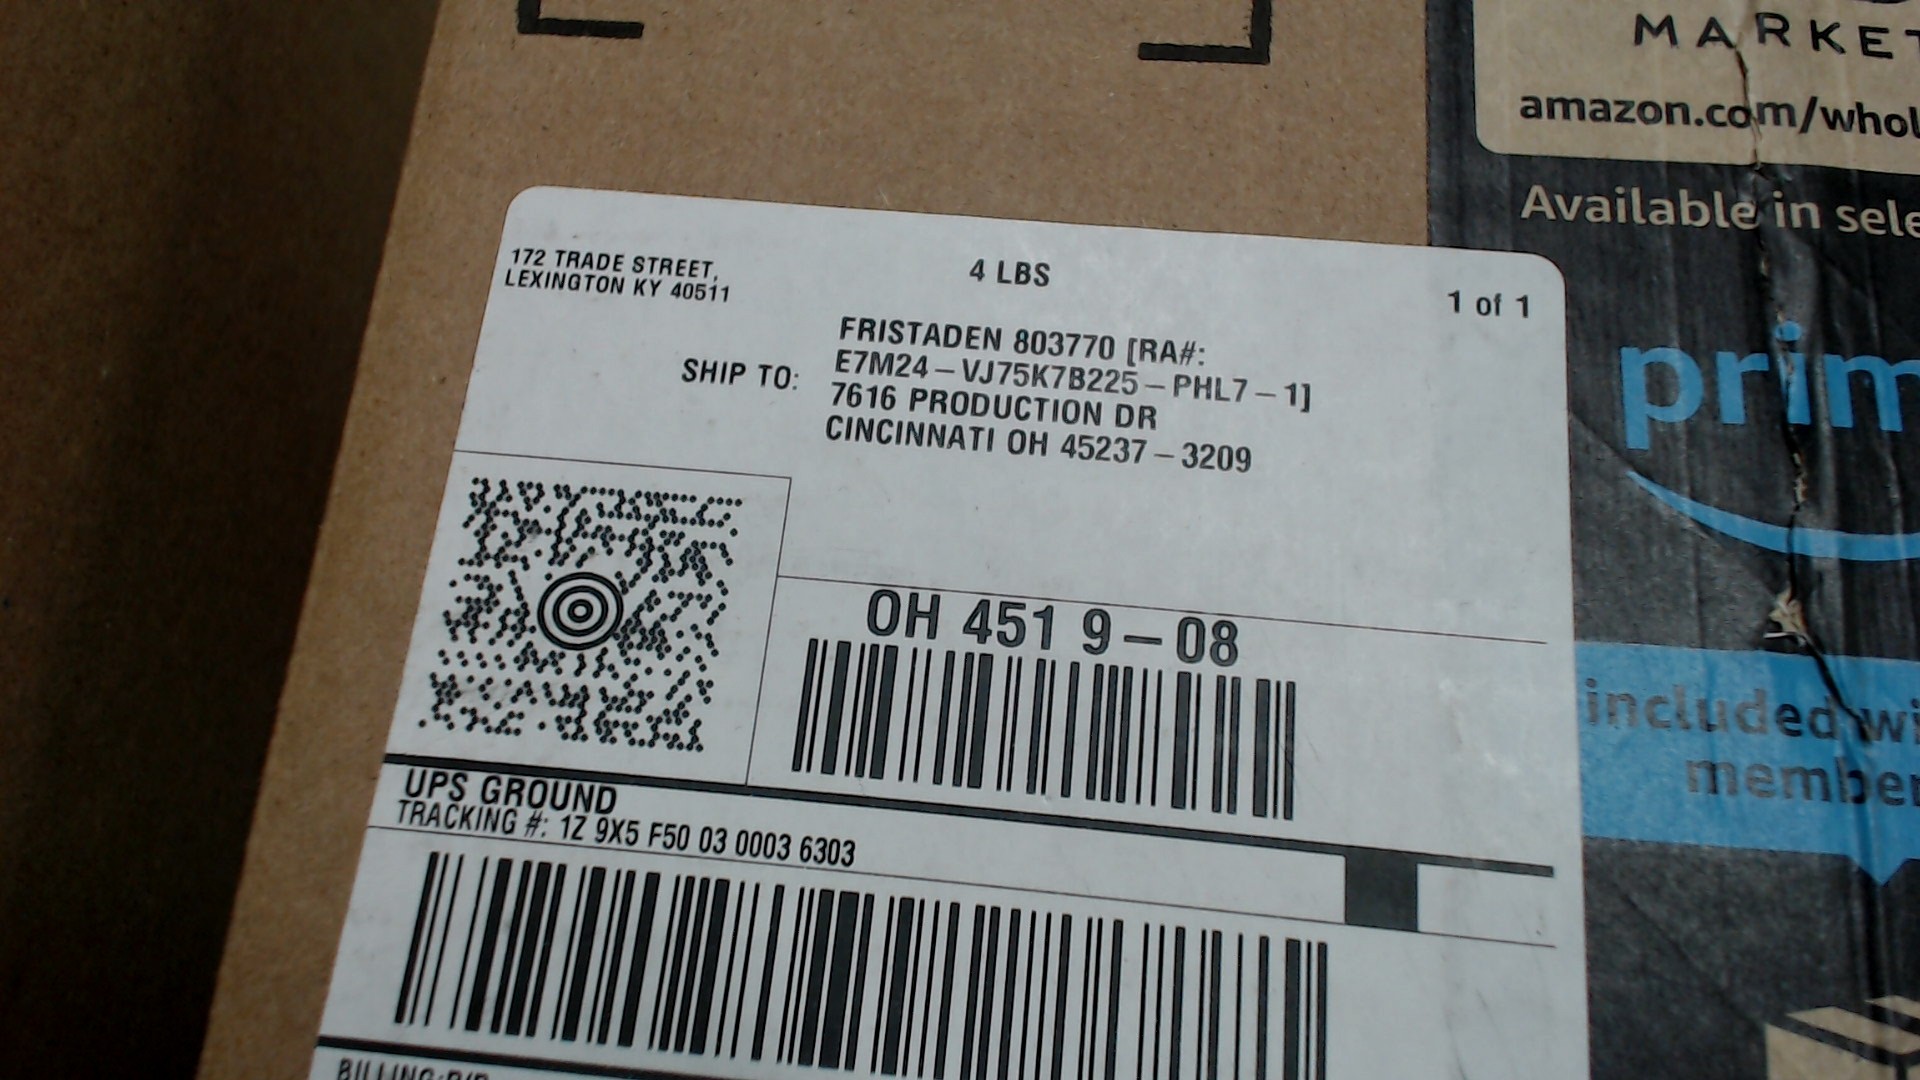 MARKET
amazon.com/whol
Available in sele
prim
included wi
member
172 TRADE STREET,
LEXINGTON KY 40511
4 LBS
1 of 1
SHIP TO:
FRISTADEN 803770 [RA#:
E7M24-VJ75K7B225-PHL7-1]
7616 PRODUCTION DR
CINCINNATI OH 45237-3209
OH 451 9-08
UPS GROUND
TRACKING #: 1Z 9X5 F50 03 0003 6303